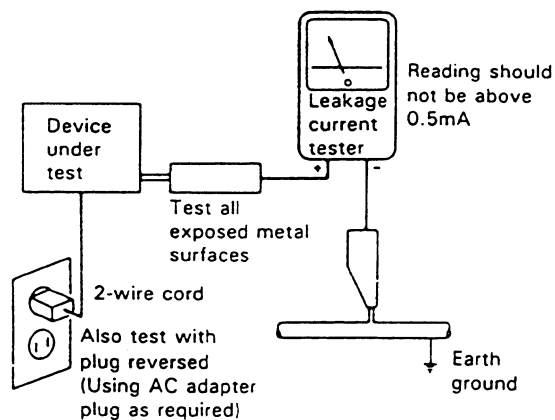 Device
under
test
Leakage
current
tester
+
-
Reading should
not be above
0.5mA
Test all
exposed metal
surfaces
2-wire cord
Also test with
plug reversed
(Using AC adapter
plug as required)
Earth
ground